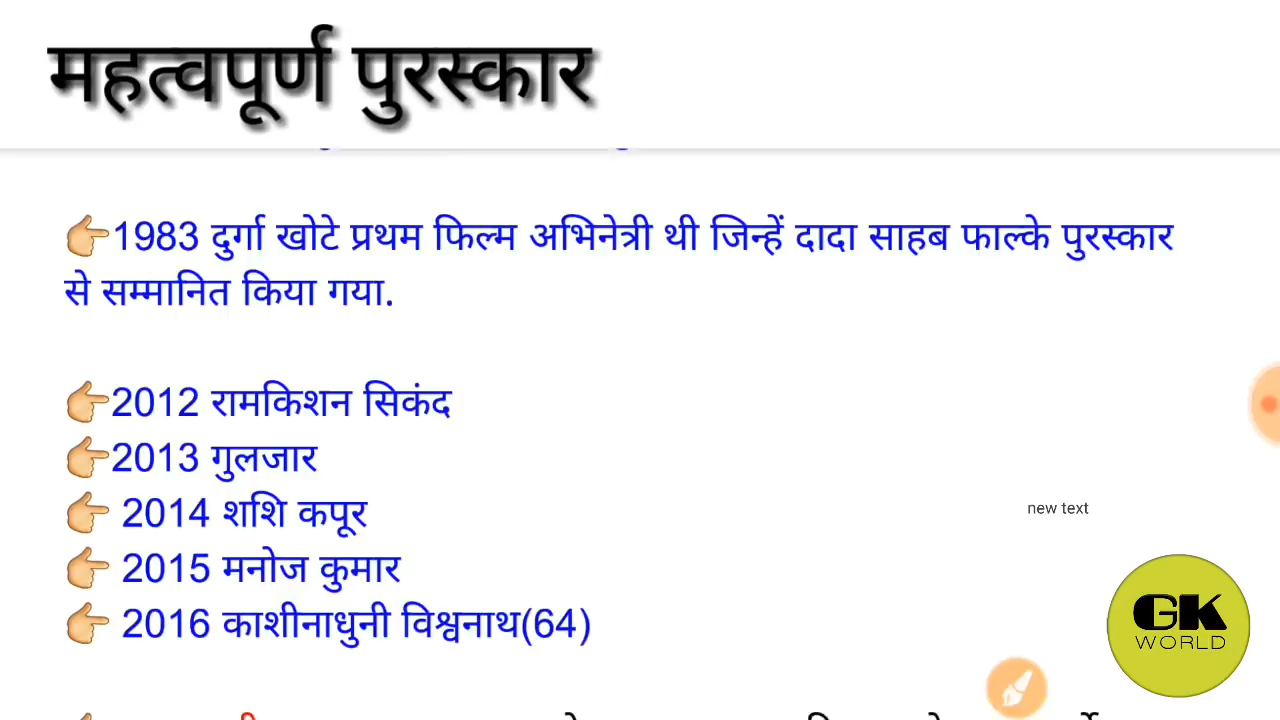 महत्वपूर्ण पुरस्कार
👉1983 दुर्गा खोटे प्रथम फिल्म अभिनेत्री थी जिन्हें दादा साहब फाल्के पुरस्कार
से सम्मानित किया गया.
👉2012 रामकिशन सिकंद
👉2013 गुलजार
👉 2014 शशि कपूर
new text
👉 2015 मनोज कुमार
👉 2016 काशीनाधुनी विश्वनाथ(64)
GK
WORLD